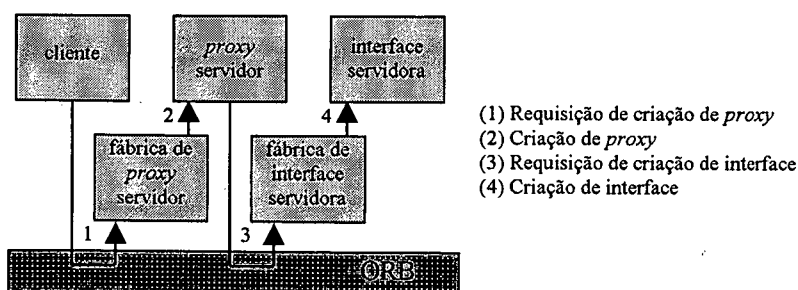 cliente
proxy
servidor
interface
servidora
2
4
fábrica de
proxy
servidor
fábrica de
interface
servidora
1
3
ORB
(1) Requisição de criação de proxy
(2) Criação de proxy
(3) Requisição de criação de interface
(4) Criação de interface